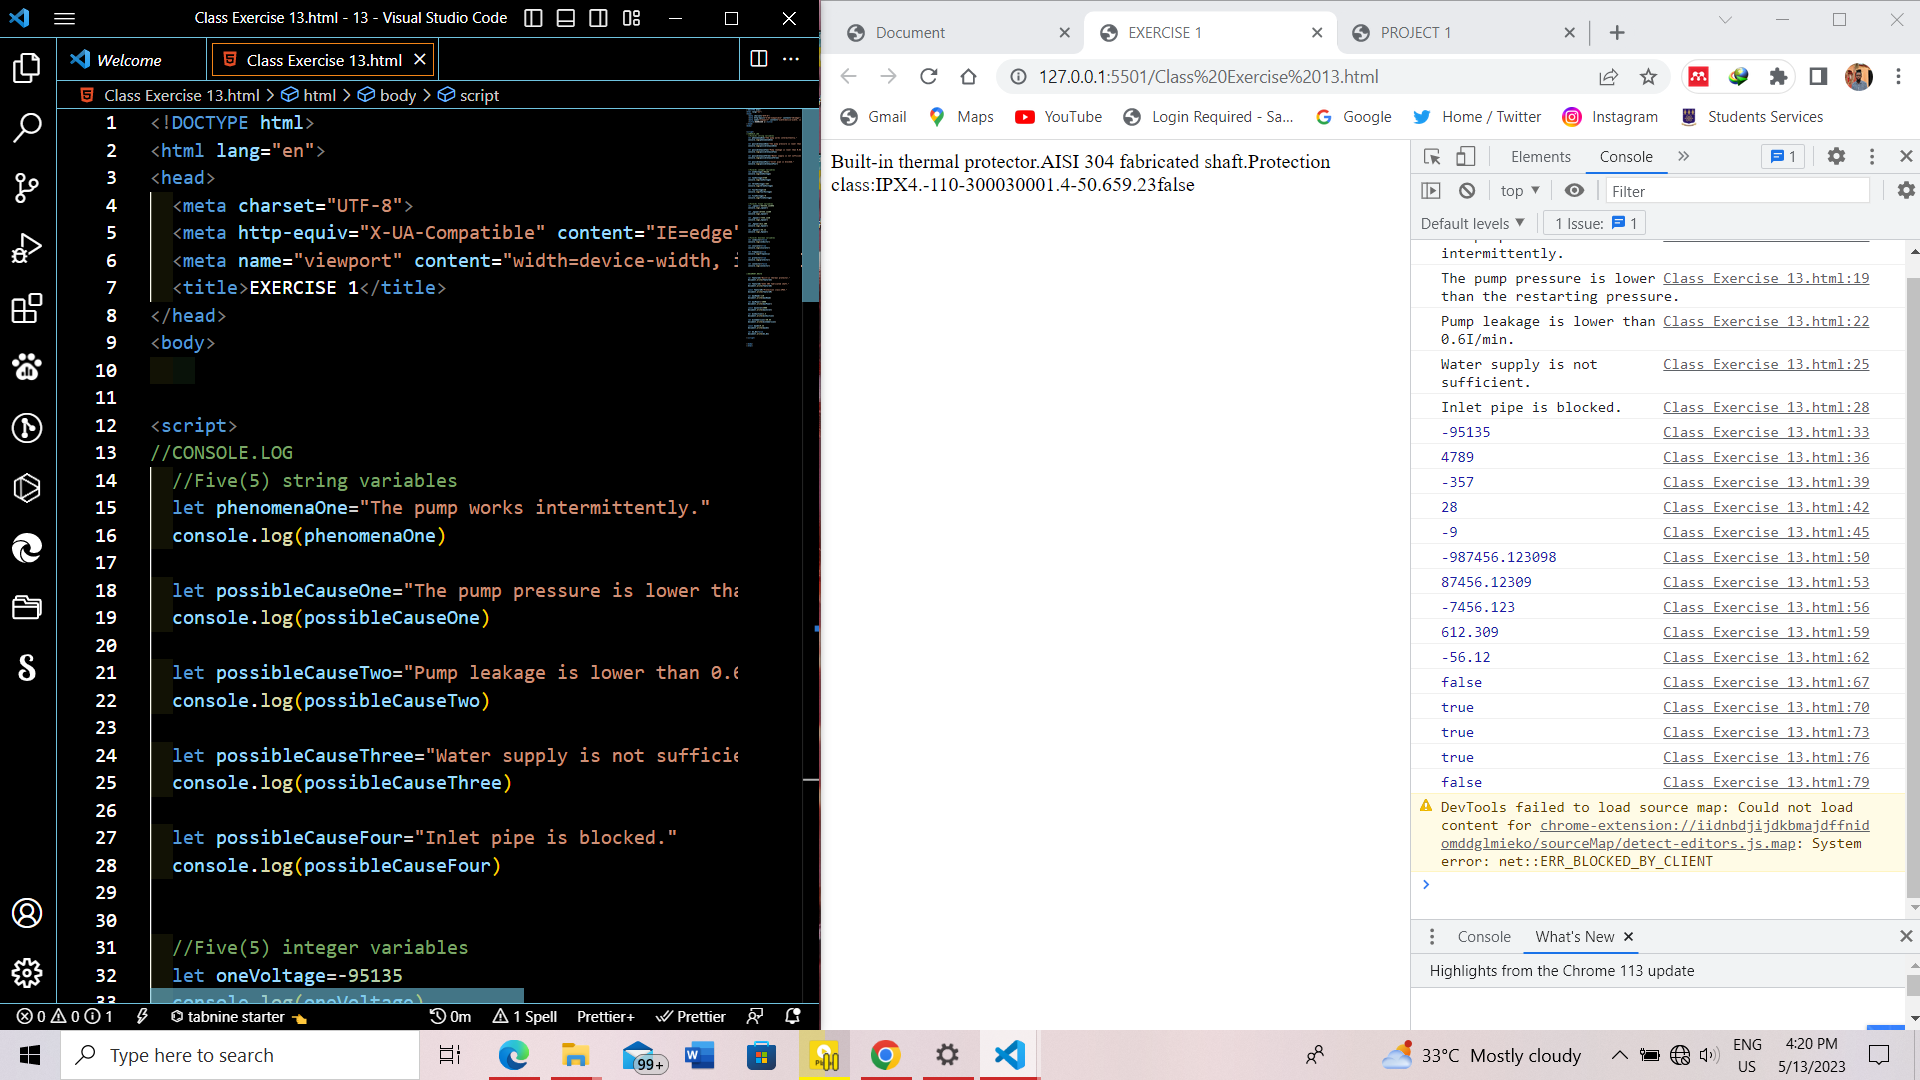 Class Exercise 13.html - 13 - Visual Studio Code
Welcome
Class Exercise 13.html
Class Exercise 13.html > html > body > script
1 <!DOCTYPE html>
2 <html lang="en">
3 <head>
4 <meta charset="UTF-8">
5 <meta http-equiv="X-UA-Compatible" content="IE=edge"
6 <meta name="viewport" content="width=device-width, i
7 <title>EXERCISE 1</title>
8 </head>
9 <body>
10
11
12 <script>
13 //CONSOLE.LOG
14 //Five(5) string variables
15 let phenomenaOne="The pump works intermittently."
16 console.log(phenomenaOne)
17
18 let possibleCauseOne="The pump pressure is lower tha
19 console.log(possibleCauseOne)
20
21 let possibleCauseTwo="Pump leakage is lower than 0.6
22 console.log(possibleCauseTwo)
23
24 let possibleCauseThree="Water supply is not sufficie
25 console.log(possibleCauseThree)
26
27 let possibleCauseFour="Inlet pipe is blocked."
28 console.log(possibleCauseFour)
29
30
31 //Five(5) integer variables
32 let oneVoltage=-95135
33 console.log(oneVoltage)
0 0 1 tabnine starter 0m 1 Spell Prettier+ Prettier
Document
EXERCISE 1
PROJECT 1
127.0.0.1:5501/Class%20Exercise%2013.html
Gmail Maps YouTube Login Required - Sa... Google Home / Twitter Instagram Students Services
Built-in thermal protector.AISI 304 fabricated shaft.Protection
class:IPX4.-110-300030001.4-50.659.23false
Elements Console » 1
top Filter
Default levels 1 Issue: 1
intermittently.
The pump pressure is lower Class Exercise 13.html:19
than the restarting pressure.
Pump leakage is lower than Class Exercise 13.html:22
0.6I/min.
Water supply is not Class Exercise 13.html:25
sufficient.
Inlet pipe is blocked. Class Exercise 13.html:28
-95135 Class Exercise 13.html:33
4789 Class Exercise 13.html:36
-357 Class Exercise 13.html:39
28 Class Exercise 13.html:42
-9 Class Exercise 13.html:45
-987456.123098 Class Exercise 13.html:50
87456.12309 Class Exercise 13.html:53
-7456.123 Class Exercise 13.html:56
612.309 Class Exercise 13.html:59
-56.12 Class Exercise 13.html:62
false Class Exercise 13.html:67
true Class Exercise 13.html:70
true Class Exercise 13.html:73
true Class Exercise 13.html:76
false Class Exercise 13.html:79
DevTools failed to load source map: Could not load
content for chrome-extension://iidnbdjijdkbmajdffnid
omddglmieko/sourceMap/detect-editors.js.map: System
error: net::ERR_BLOCKED_BY_CLIENT
Console What's New
Highlights from the Chrome 113 update
Type here to search
99+
33°C Mostly cloudy
ENG
US
4:20 PM
5/13/2023